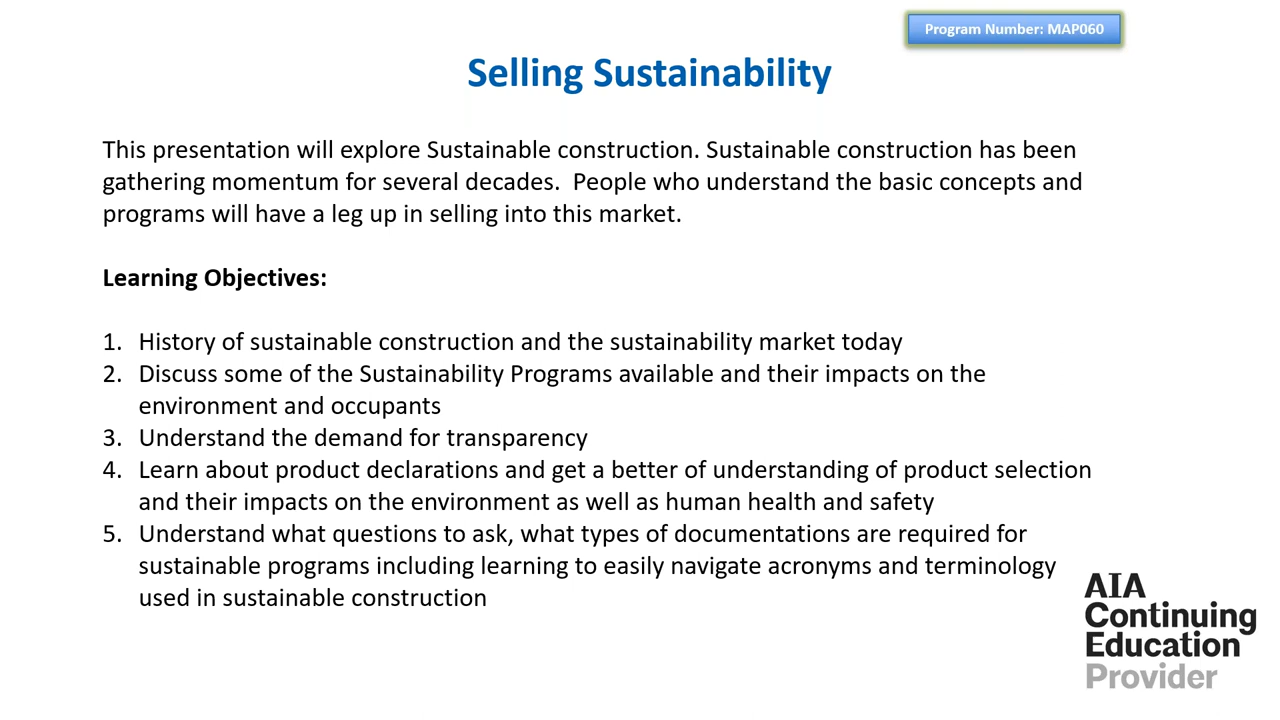 Program Number: MAP060
Selling Sustainability
This presentation will explore Sustainable construction. Sustainable construction has been
gathering momentum for several decades.  People who understand the basic concepts and
programs will have a leg up in selling into this market.
Learning Objectives:
1. History of sustainable construction and the sustainability market today
2. Discuss some of the Sustainability Programs available and their impacts on the
environment and occupants
3. Understand the demand for transparency
4. Learn about product declarations and get a better of understanding of product selection
and their impacts on the environment as well as human health and safety
5. Understand what questions to ask, what types of documentations are required for
sustainable programs including learning to easily navigate acronyms and terminology
used in sustainable construction
AIA
Continuing
Education
Provider